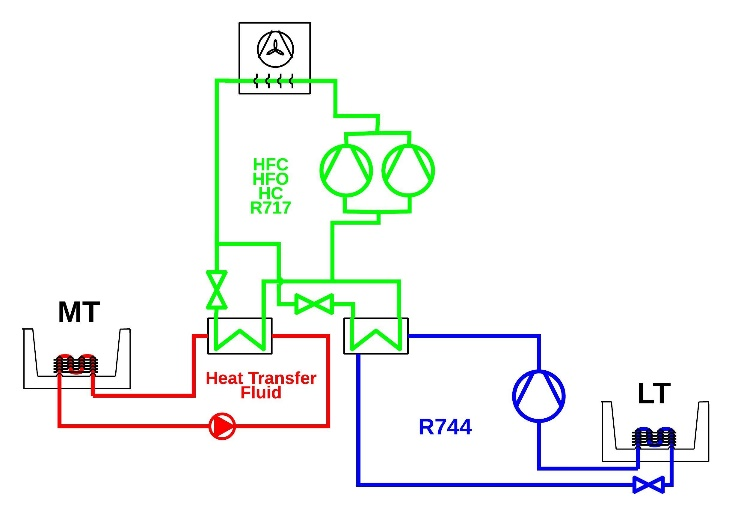 HFC
HFO
HC
R717
MT
Heat Transfer
Fluid
LT
R744